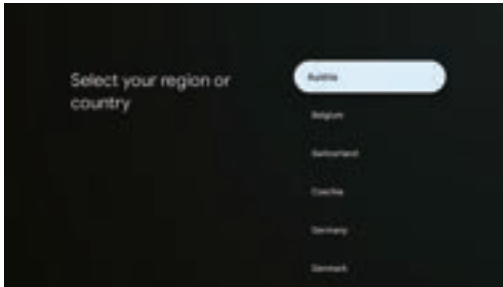 Select your region or
country
Austria
Belgium
Switzerland
Czechia
Germany
Denmark